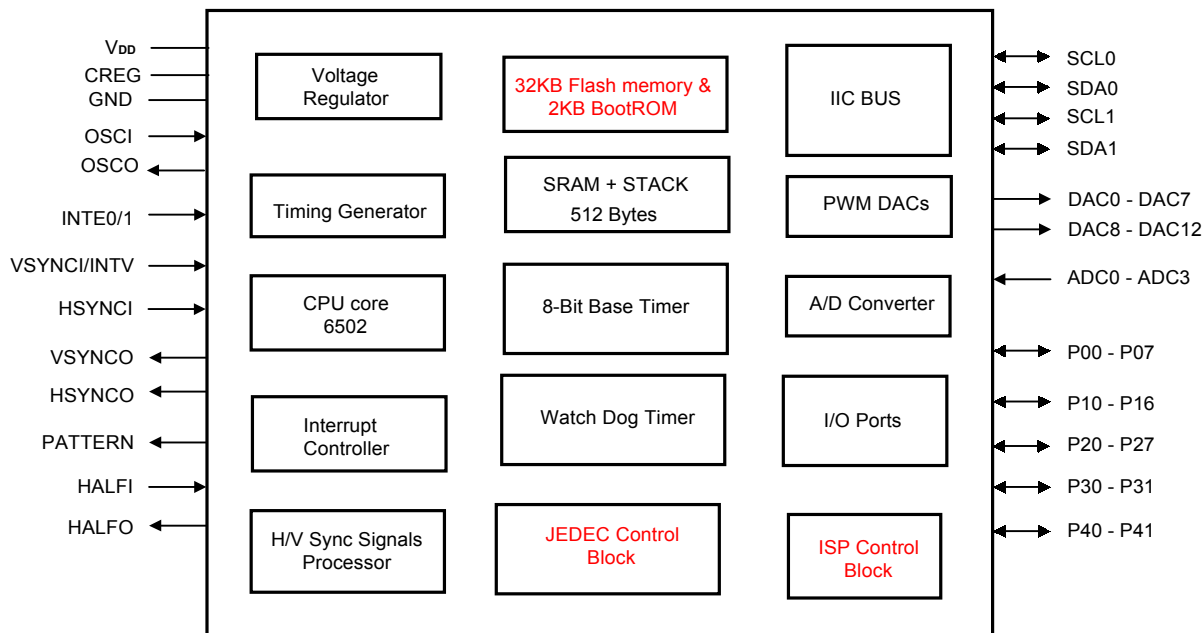 VDD
CREG
GND
OSCI
OSCO
INTE0/1
VSYNCI/INTV
HSYNCI
VSYNCO
HSYNCO
PATTERN
HALFI
HALFO
Voltage
Regulator
Timing Generator
CPU core
6502
Interrupt
Controller
H/V Sync Signals
Processor
32KB Flash memory &
2KB BootROM
SRAM + STACK
512 Bytes
8-Bit Base Timer
Watch Dog Timer
JEDEC Control
Block
IIC BUS
PWM DACs
A/D Converter
I/O Ports
ISP Control
Block
SCL0
SDA0
SCL1
SDA1
DAC0 - DAC7
DAC8 - DAC12
ADC0 - ADC3
P00 - P07
P10 - P16
P20 - P27
P30 - P31
P40 - P41